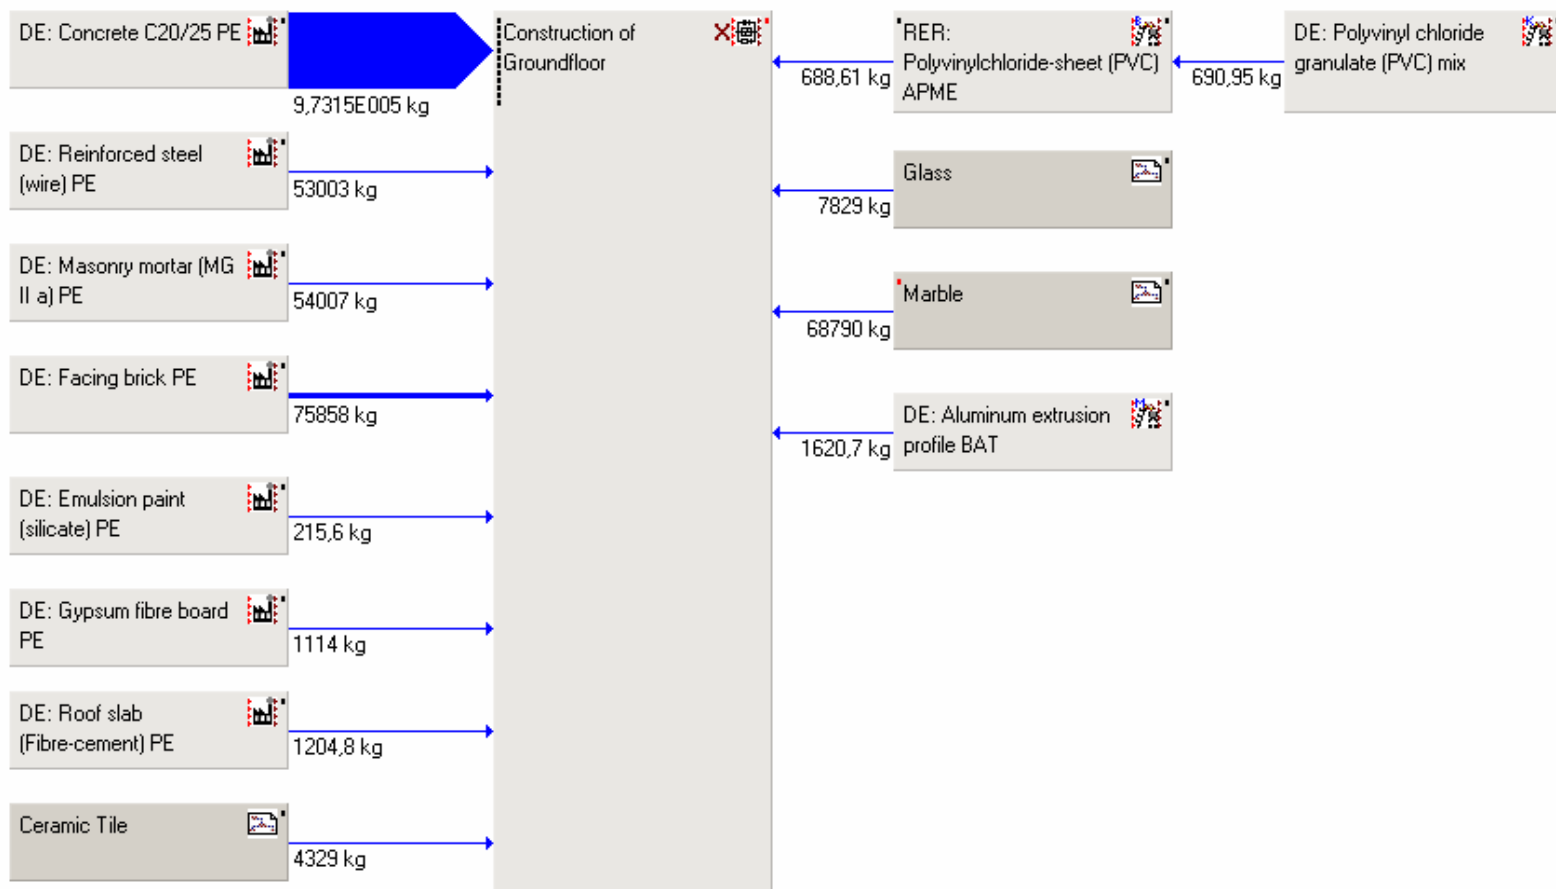 DE: Concrete C20/25 PE
9,7315E005 kg
DE: Reinforced steel
(wire) PE
53003 kg
DE: Masonry mortar (MG
II a) PE
54007 kg
DE: Facing brick PE
75858 kg
DE: Emulsion paint
(silicate) PE
215,6 kg
DE: Gypsum fibre board
PE
1114 kg
DE: Roof slab
(Fibre-cement) PE
1204,8 kg
Ceramic Tile
4329 kg
Construction of
Groundfloor
RER:
Polyvinylchloride-sheet (PVC)
APME
688,61 kg
DE: Polyvinyl chloride
granulate (PVC) mix
690,95 kg
Glass
7829 kg
Marble
68790 kg
DE: Aluminum extrusion
profile BAT
1620,7 kg